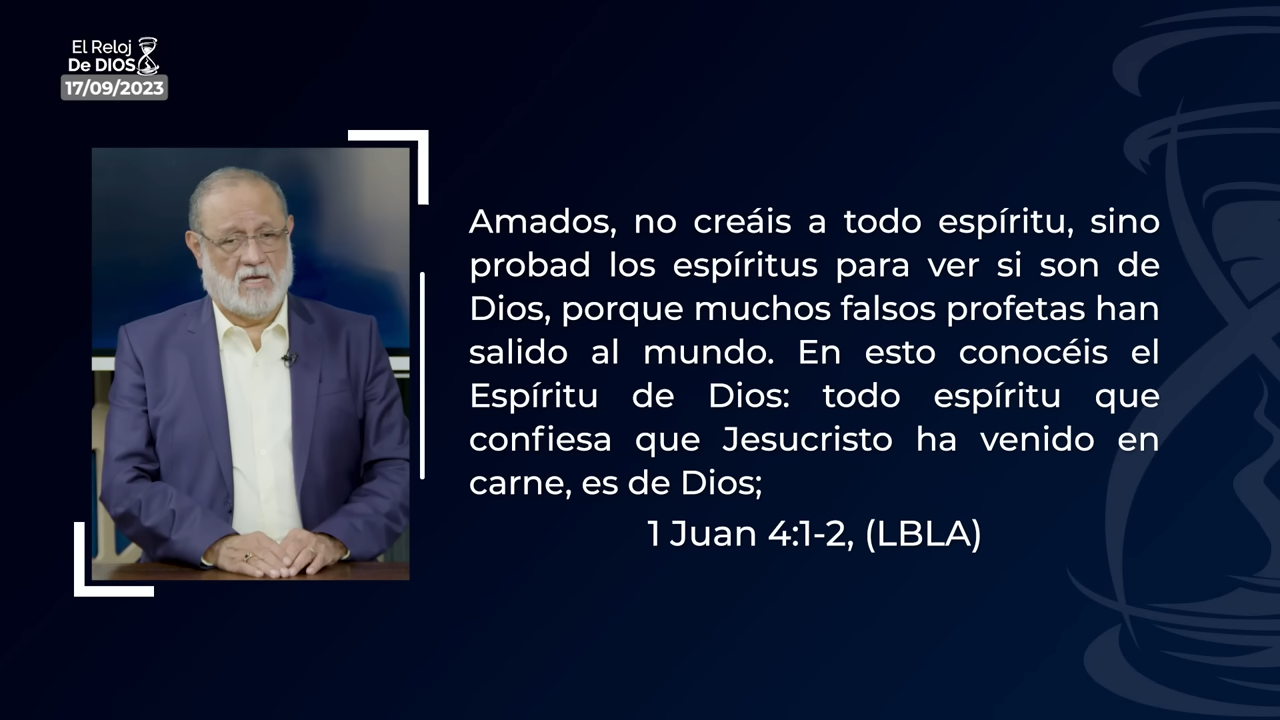 El Reloj
De DIOS
17/09/2023
Amados, no creáis a todo espíritu, sino
probad los espíritus para ver si son de
Dios, porque muchos falsos profetas han
salido al mundo. En esto conocéis el
Espíritu de Dios: todo espíritu que
confiesa que Jesucristo ha venido en
carne, es de Dios;
1 Juan 4:1-2, (LBLA)